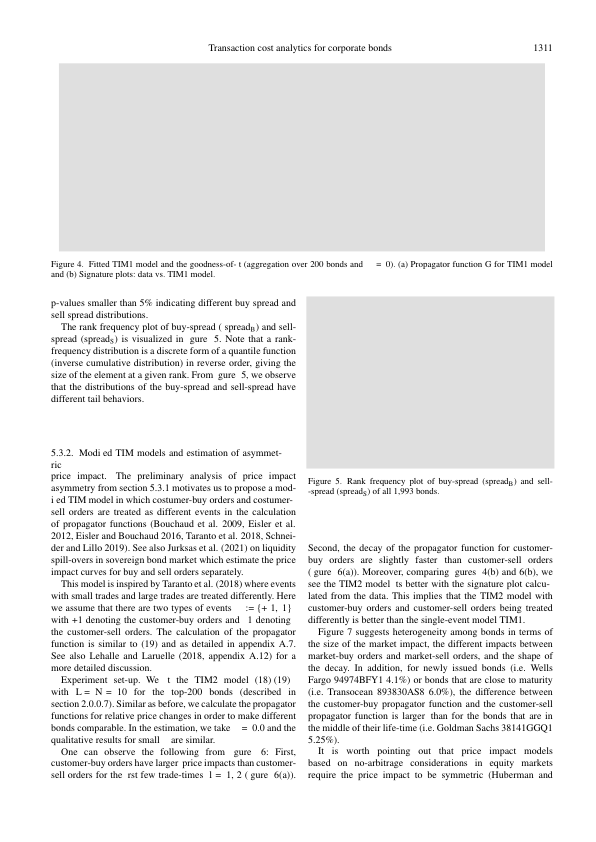 Transaction cost analytics for corporate bonds 1311
Figure 4. Fitted TIM1 model and the goodness-of- t (aggregation over 200 bonds and = 0). (a) Propagator function G for TIM1 model
and (b) Signature plots: data vs. TIM1 model.
p-values smaller than 5% indicating different buy spread and
sell spread distributions.
The rank frequency plot of buy-spread ( spreadB) and sell-
spread (spreadS) is visualized in gure 5. Note that a rank-
frequency distribution is a discrete form of a quantile function
(inverse cumulative distribution) in reverse order, giving the
size of the element at a given rank. From gure 5, we observe
that the distributions of the buy-spread and sell-spread have
different tail behaviors.
5.3.2. Modi ed TIM models and estimation of asymmet-
ric
price impact. The preliminary analysis of price impact
asymmetry from section 5.3.1 motivates us to propose a mod-
i ed TIM model in which costumer-buy orders and costumer-
sell orders are treated as different events in the calculation
of propagator functions (Bouchaud et al. 2009, Eisler et al.
2012, Eisler and Bouchaud 2016, Taranto et al. 2018, Schnei-
der and Lillo 2019). See also Jurksas et al. (2021) on liquidity
spill-overs in sovereign bond market which estimate the price
impact curves for buy and sell orders separately.
This model is inspired by Taranto et al. (2018) where events
with small trades and large trades are treated differently. Here
we assume that there are two types of events := {+ 1, 1}
with +1 denoting the customer-buy orders and 1 denoting
the customer-sell orders. The calculation of the propagator
function is similar to (19) and as detailed in appendix A.7.
See also Lehalle and Laruelle (2018, appendix A.12) for a
more detailed discussion.
Experiment set-up. We t the TIM2 model (18) (19)
with L = N = 10 for the top-200 bonds (described in
section 2.0.0.7). Similar as before, we calculate the propagator
functions for relative price changes in order to make different
bonds comparable. In the estimation, we take = 0.0 and the
qualitative results for small are similar.
One can observe the following from gure 6: First,
customer-buy orders have larger price impacts than customer-
sell orders for the rst few trade-times l = 1, 2 ( gure 6(a)).
Figure 5. Rank frequency plot of buy-spread (spreadB) and sell-
-spread (spreadS) of all 1,993 bonds.
Second, the decay of the propagator function for customer-
buy orders are slightly faster than customer-sell orders
( gure 6(a)). Moreover, comparing gures 4(b) and 6(b), we
see the TIM2 model ts better with the signature plot calcu-
lated from the data. This implies that the TIM2 model with
customer-buy orders and customer-sell orders being treated
differently is better than the single-event model TIM1.
Figure 7 suggests heterogeneity among bonds in terms of
the size of the market impact, the different impacts between
market-buy orders and market-sell orders, and the shape of
the decay. In addition, for newly issued bonds (i.e. Wells
Fargo 94974BFY1 4.1%) or bonds that are close to maturity
(i.e. Transocean 893830AS8 6.0%), the difference between
the customer-buy propagator function and the customer-sell
propagator function is larger than for the bonds that are in
the middle of their life-time (i.e. Goldman Sachs 38141GGQ1
5.25%).
It is worth pointing out that price impact models
based on no-arbitrage considerations in equity markets
require the price impact to be symmetric (Huberman and